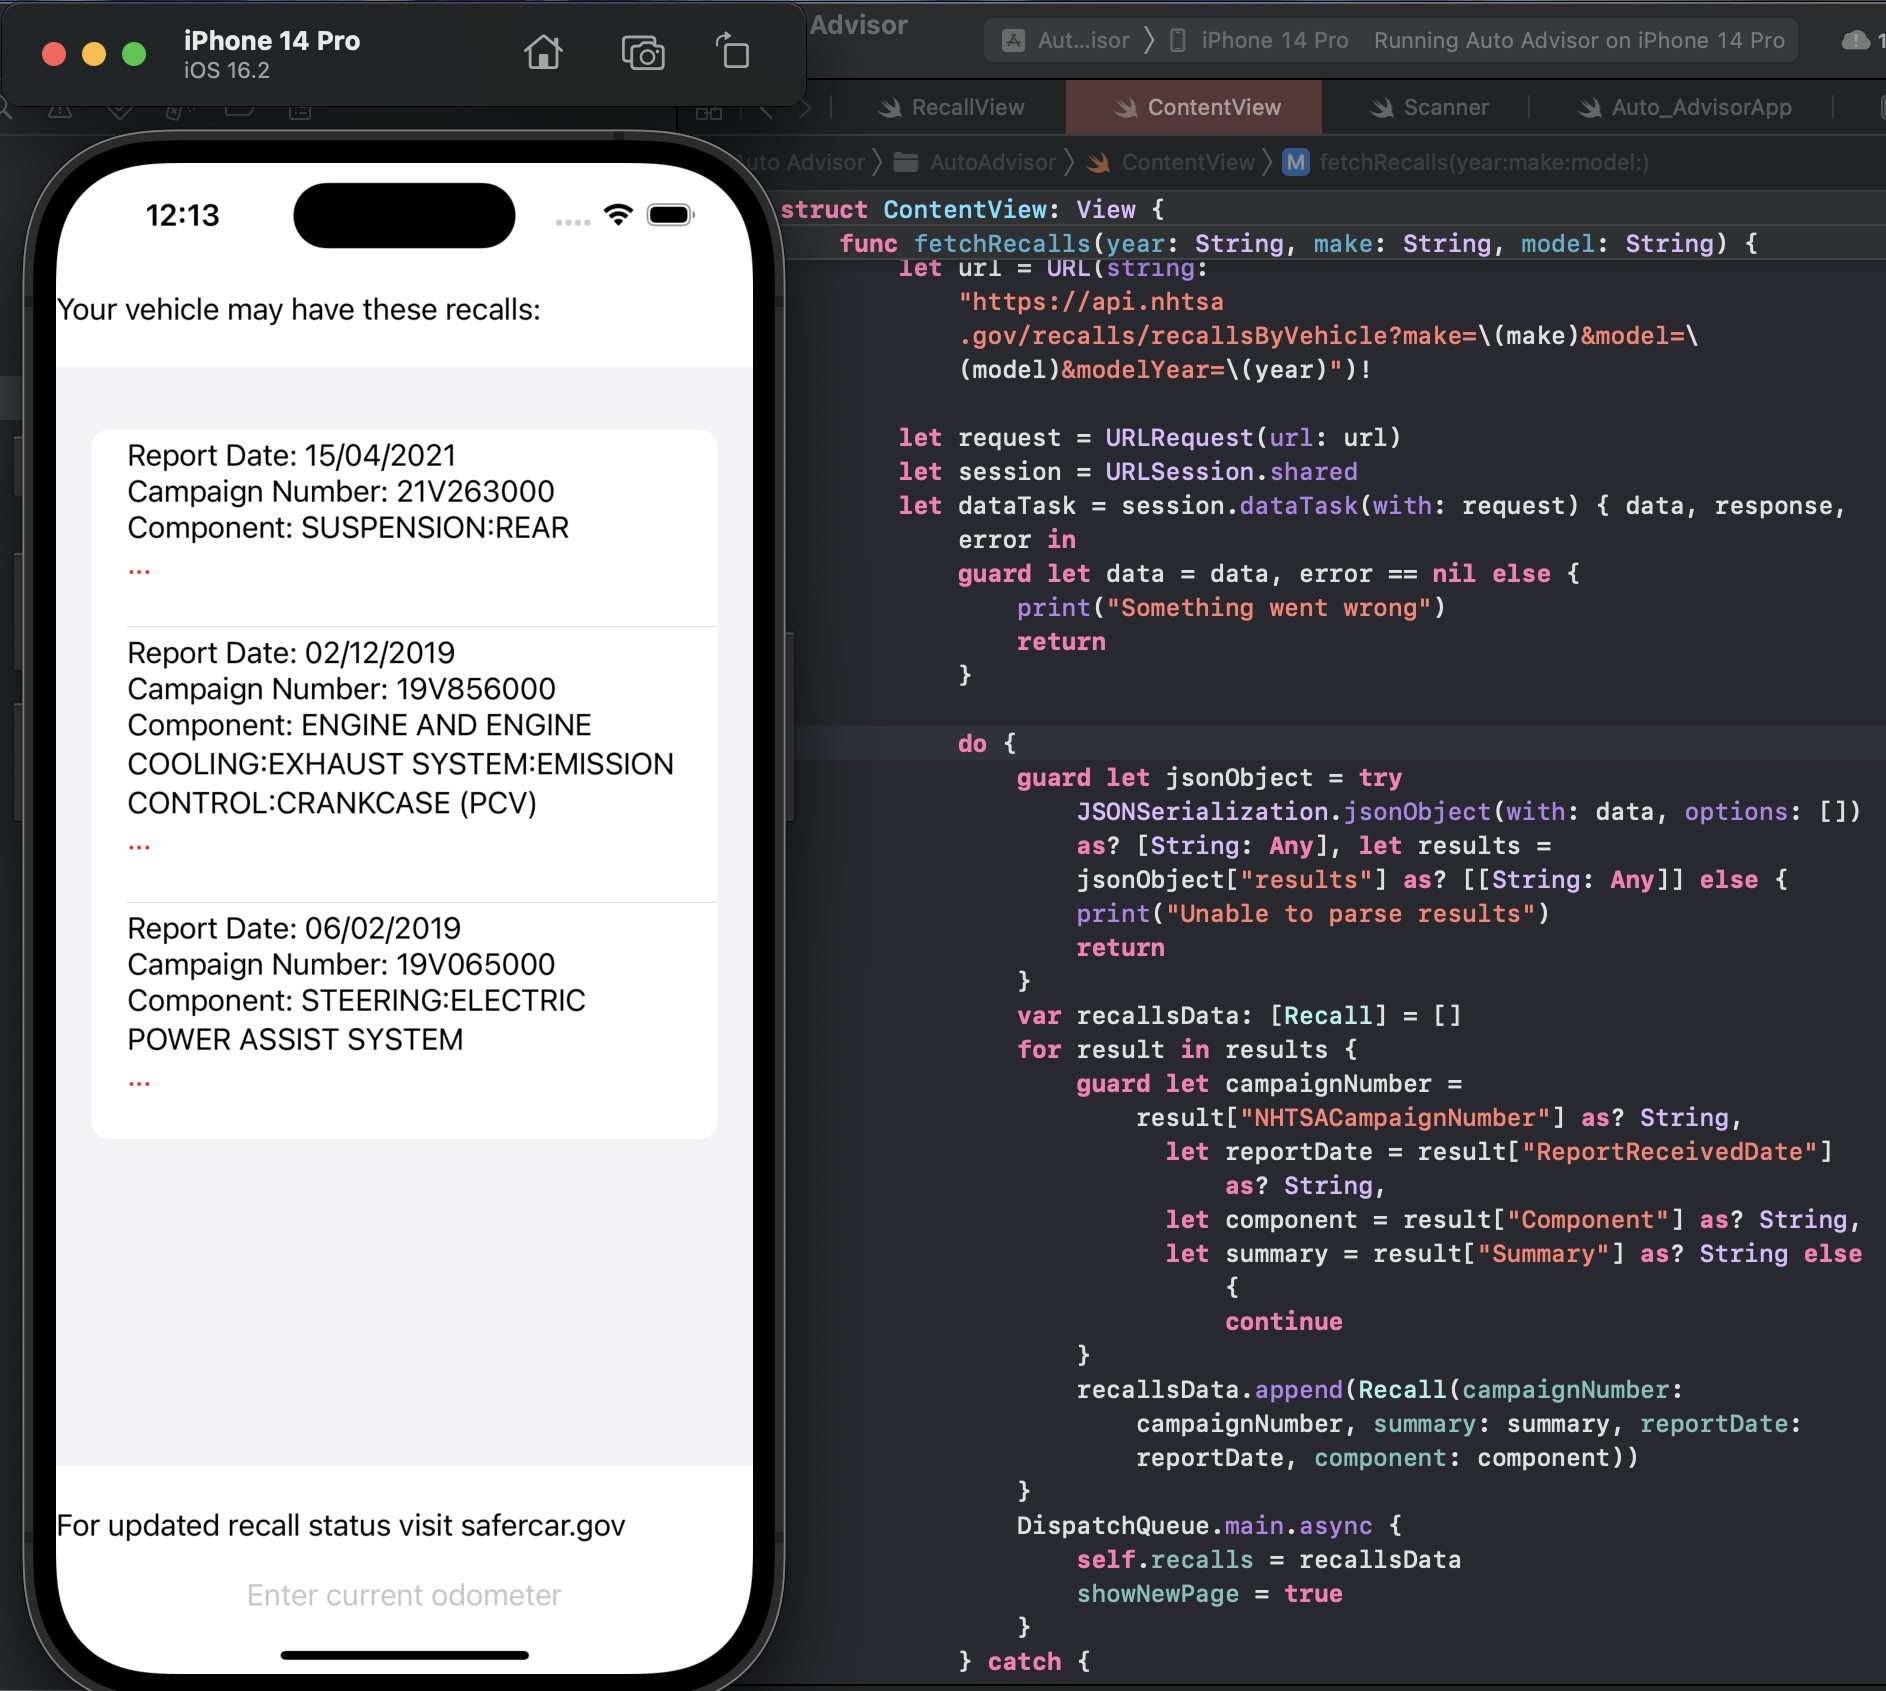 iPhone 14 Pro
iOS 16.2
Advisor
Aut...isor
iPhone 14 Pro
Running Auto Advisor on iPhone 14 Pro
1
RecallView
ContentView
Scanner
Auto_AdvisorApp
uto Advisor
AutoAdvisor
ContentView
M
fetchRecalls(year:make:model:)
12:13
Your vehicle may have these recalls:
Report Date: 15/04/2021
Campaign Number: 21V263000
Component: SUSPENSION:REAR
...
Report Date: 02/12/2019
Campaign Number: 19V856000
Component: ENGINE AND ENGINE
COOLING:EXHAUST SYSTEM:EMISSION
CONTROL:CRANKCASE (PCV)
...
Report Date: 06/02/2019
Campaign Number: 19V065000
Component: STEERING:ELECTRIC
POWER ASSIST SYSTEM
...
For updated recall status visit safercar.gov
Enter current odometer
struct ContentView: View {
func fetchRecalls(year: String, make: String, model: String) {
let url = URL(string:
"https://api.nhtsa
.gov/recalls/recallsByVehicle?make=\(make)&model=\
(model)&modelYear=\(year)")!
let request = URLRequest(url: url)
let session = URLSession.shared
let dataTask = session.dataTask(with: request) { data, response,
error in
guard let data = data, error == nil else {
print("Something went wrong")
return
}
do {
guard let jsonObject = try
JSONSerialization.jsonObject(with: data, options: [])
as? [String: Any], let results =
jsonObject["results"] as? [[String: Any]] else {
print("Unable to parse results")
return
}
var recallsData: [Recall] = []
for result in results {
guard let campaignNumber =
result["NHTSACampaignNumber"] as? String,
let reportDate = result["ReportReceivedDate"]
as? String,
let component = result["Component"] as? String,
let summary = result["Summary"] as? String else
{
continue
}
recallsData.append(Recall(campaignNumber:
campaignNumber, summary: summary, reportDate:
reportDate, component: component))
}
DispatchQueue.main.async {
self.recalls = recallsData
showNewPage = true
}
} catch {